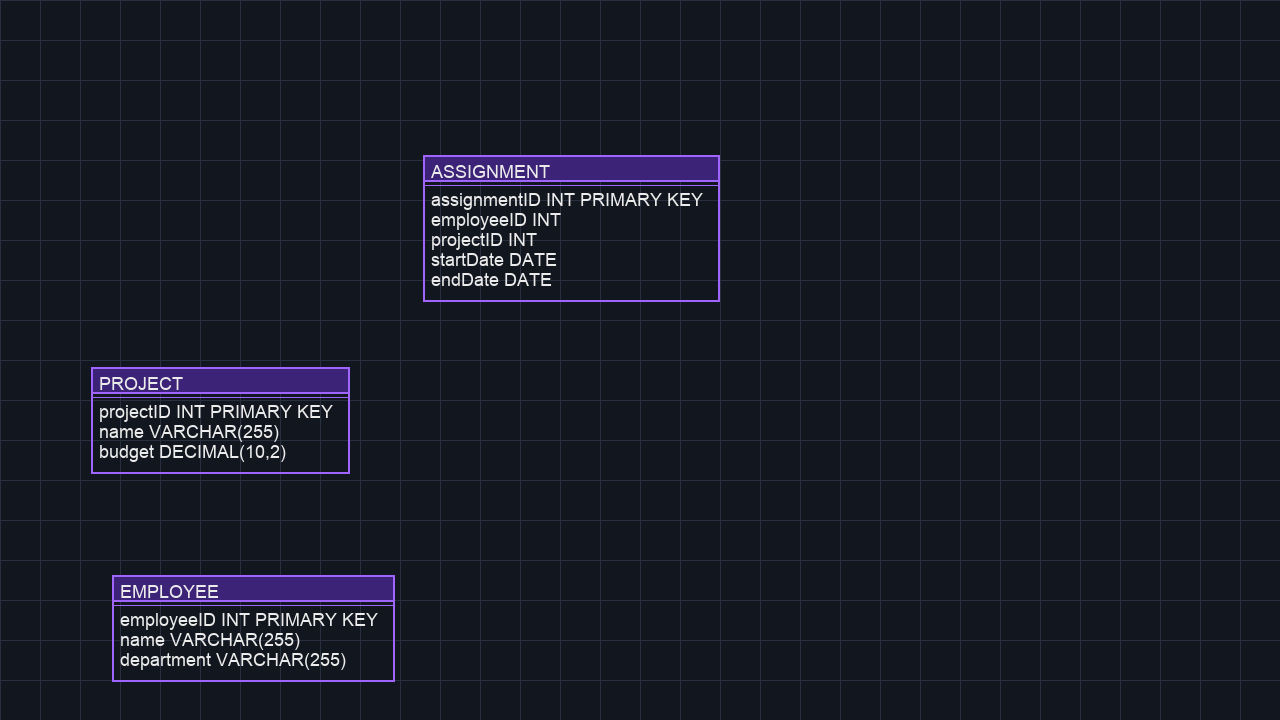 ASSIGNMENT
assignmentID INT PRIMARY KEY
employeeID INT
projectID INT
startDate DATE
endDate DATE
PROJECT
projectID INT PRIMARY KEY
name VARCHAR(255)
budget DECIMAL(10,2)
EMPLOYEE
employeeID INT PRIMARY KEY
name VARCHAR(255)
department VARCHAR(255)